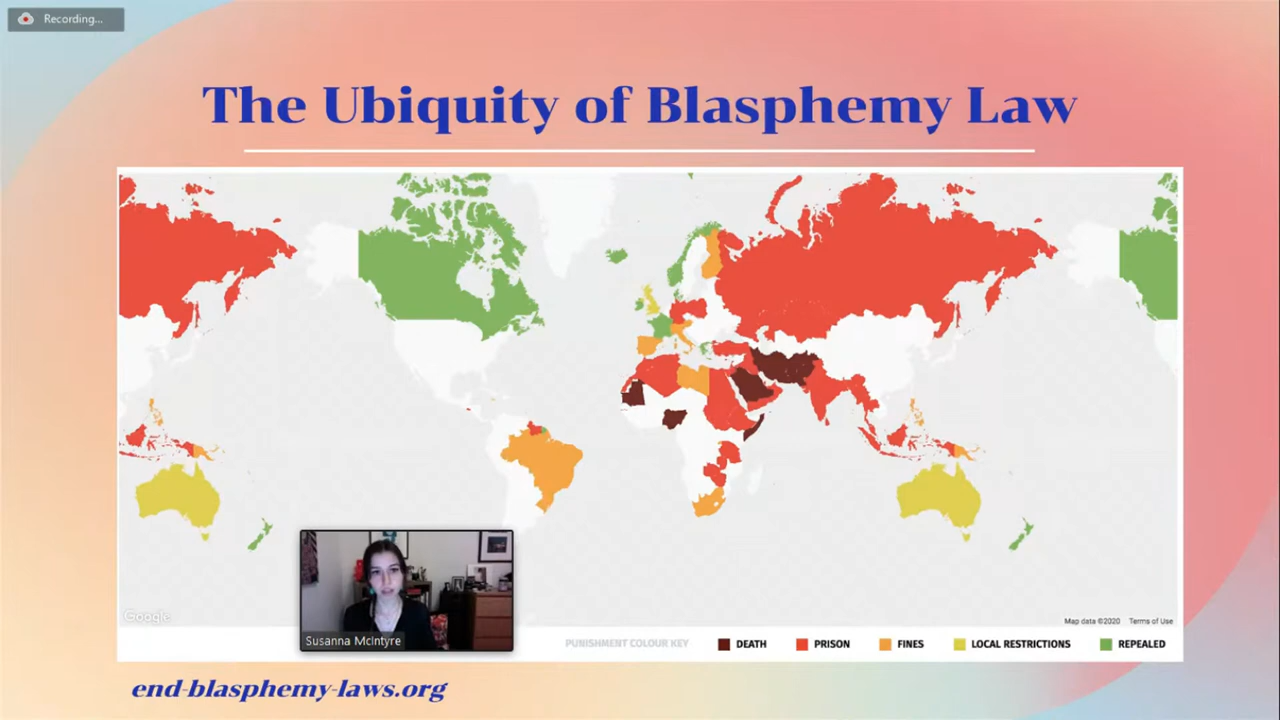 Recording...
The Ubiquity of Blasphemy Law
Google
Map data ©2020 Terms of Use
Susanna McIntyre
PUNISHMENT COLOUR KEY DEATH PRISON FINES LOCAL RESTRICTIONS REPEALED
end-blasphemy-laws.org